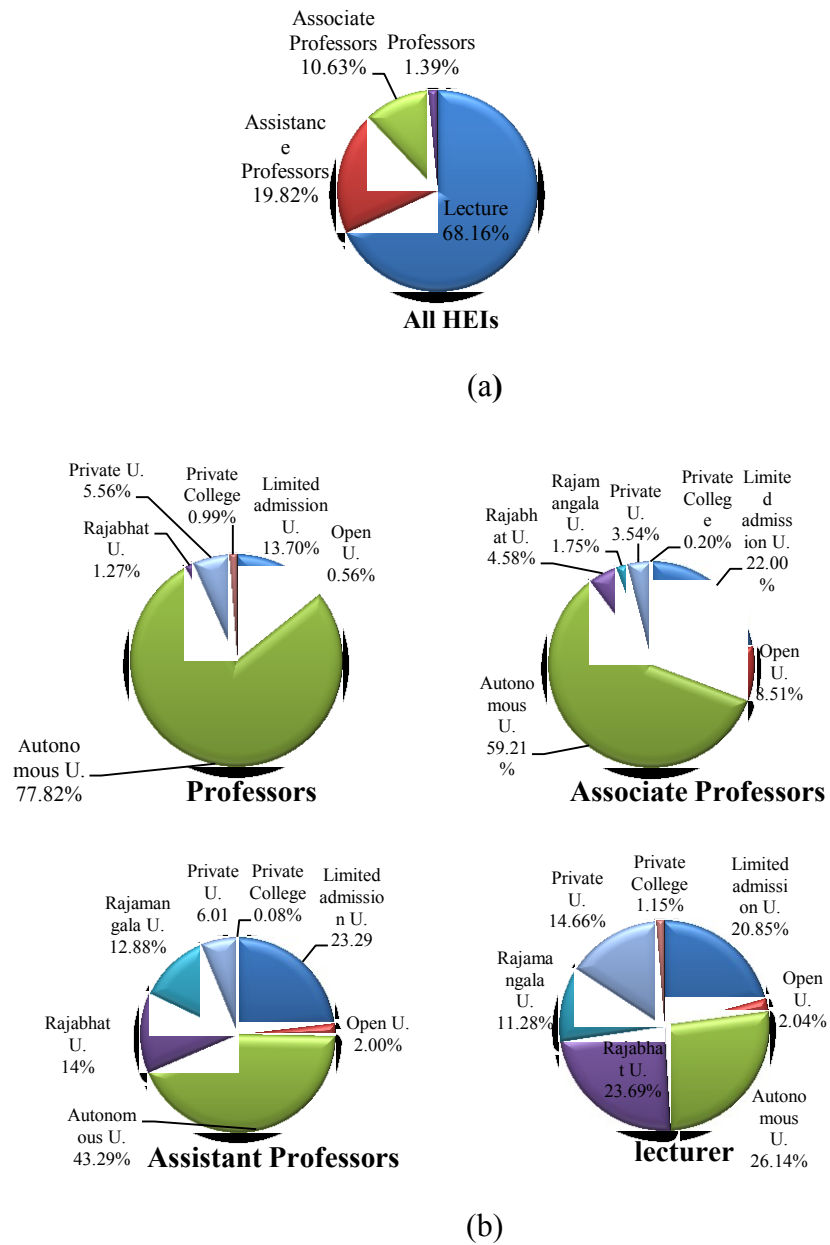 Associate
Professors
10.63%
Professors
1.39%
Assistanc
e
Professors
19.82%
Lecture
68.16%
All HEIs
(a)
Private U.
5.56%
Private
College
0.99%
Limited
admission
U.
13.70%
Rajabhat
U.
1.27%
Open
U.
0.56%
Autono
mous U.
77.82%
Professors
Rajabh
at U.
4.58%
Rajam
angala
U.
1.75%
Private
U.
3.54%
Private
Colleg
e
0.20%
Limite
d
admiss
ion U.
22.00
%
Open
U.
8.51%
Autono
mous
U.
59.21
%
Associate Professors
Rajaman
gala U.
12.88%
Private
U.
6.01
Private
College
0.08%
Limited
admissio
n U.
23.29
Open U.
2.00%
Rajabhat
U.
14%
Autonom
ous U.
43.29%
Assistant Professors
Private
U.
14.66%
Private
College
1.15%
Limited
admissi
on U.
20.85%
Rajama
ngala
U.
11.28%
Open
U.
2.04%
Rajabha
t U.
23.69%
Autono
mous
U.
26.14%
lecturer
(b)